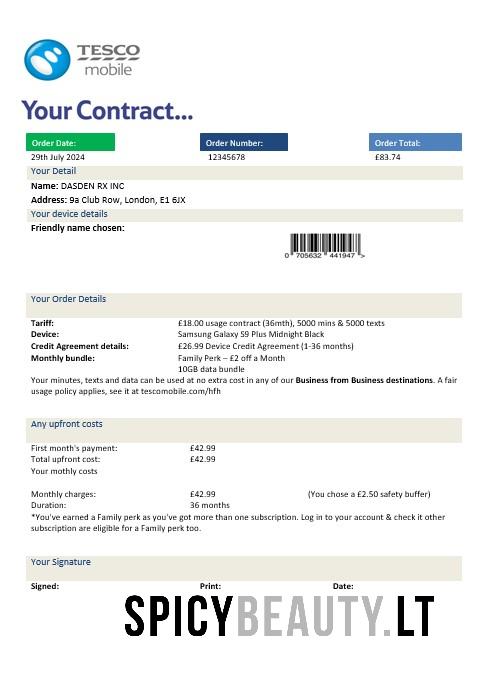 TESCO
mobile
Your Contract...
Order Date: Order Number: Order Total:
29th July 2024 12345678 £83.74
Your Detail
Name: DASDEN RX INC
Address: 9a Club Row, London, E1 6JX
Your device details
Friendly name chosen:
0 705632 441947 >
Your Order Details
Tariff: £18.00 usage contract (36mth), 5000 mins & 5000 texts
Device: Samsung Galaxy S9 Plus Midnight Black
Credit Agreement details: £26.99 Device Credit Agreement (1-36 months)
Monthly bundle: Family Perk – £2 off a Month
10GB data bundle
Your minutes, texts and data can be used at no extra cost in any of our Business from Business destinations. A fair
usage policy applies, see it at tescomobile.com/hfh
Any upfront costs
First month's payment: £42.99
Total upfront cost: £42.99
Your mothly costs
Monthly charges: £42.99 (You chose a £2.50 safety buffer)
Duration: 36 months
*You've earned a Family perk as you've got more than one subscription. Log in to your account & check it other
subscription are eligible for a Family perk too.
Your Signature
Signed: Print: Date:
SPICYBEAUTY.LT